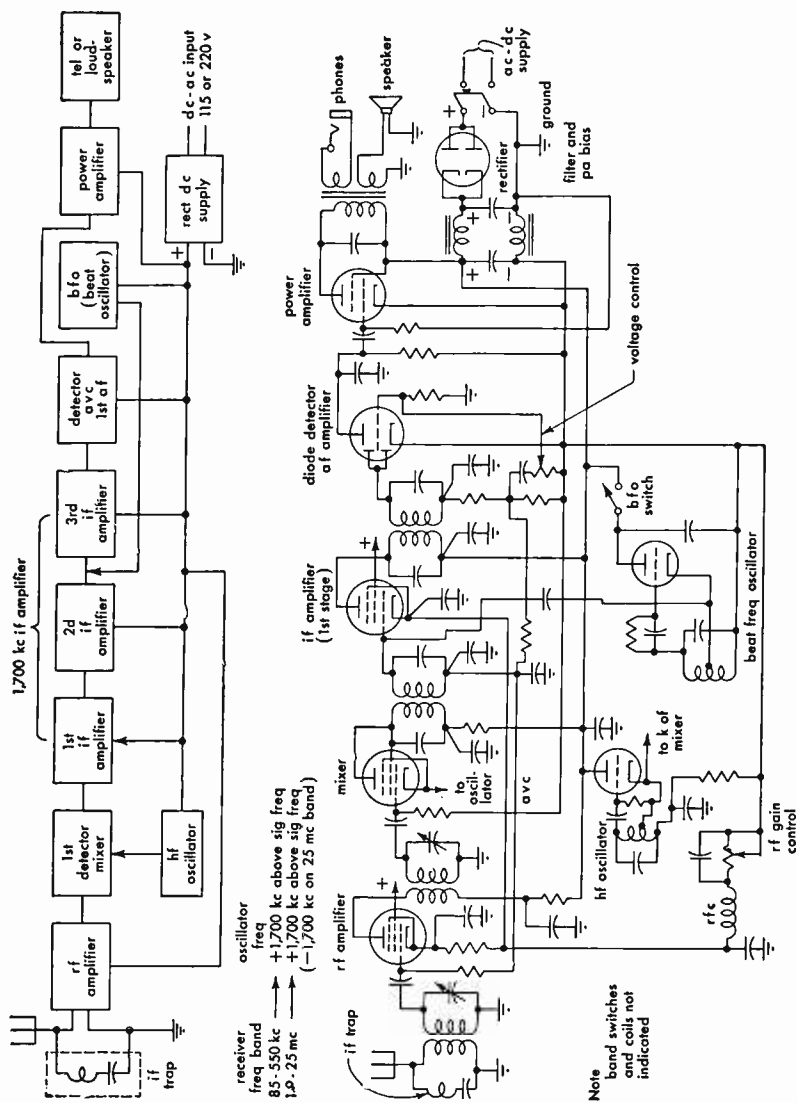 1,700 kc if amplifier
if
trap
rf
amplifier
1st
detector
mixer
hf
oscillator
1st
if
amplifier
2d
if
amplifier
3rd
if
amplifier
detector
avc
1st af
bfo
(beat
oscillator)
power
amplifier
tel or
loud-
speaker
rect dc
supply
+
−
dc-ac input
115 or 220 v
receiver
freq band
oscillator
freq
85-550 kc → +1,700 kc above sig freq
1.9-25 mc → +1,700 kc above sig freq
(−1,700 kc on 25 mc band)
if trap
rf amplifier
+
mixer
to
oscil-
lator
avc
if amplifier
(1st stage)
+
diode detector
af amplifier
power
amplifier
phones
speaker
+
−
ac-dc
supply
rectifier
ground
filter and
pa bias
+
−
+
−
voltage control
bfo
switch
beat freq oscillator
hf oscillator
to k of
mixer
rf gain
control
rfc
Note
band switches
and coils not
indicated